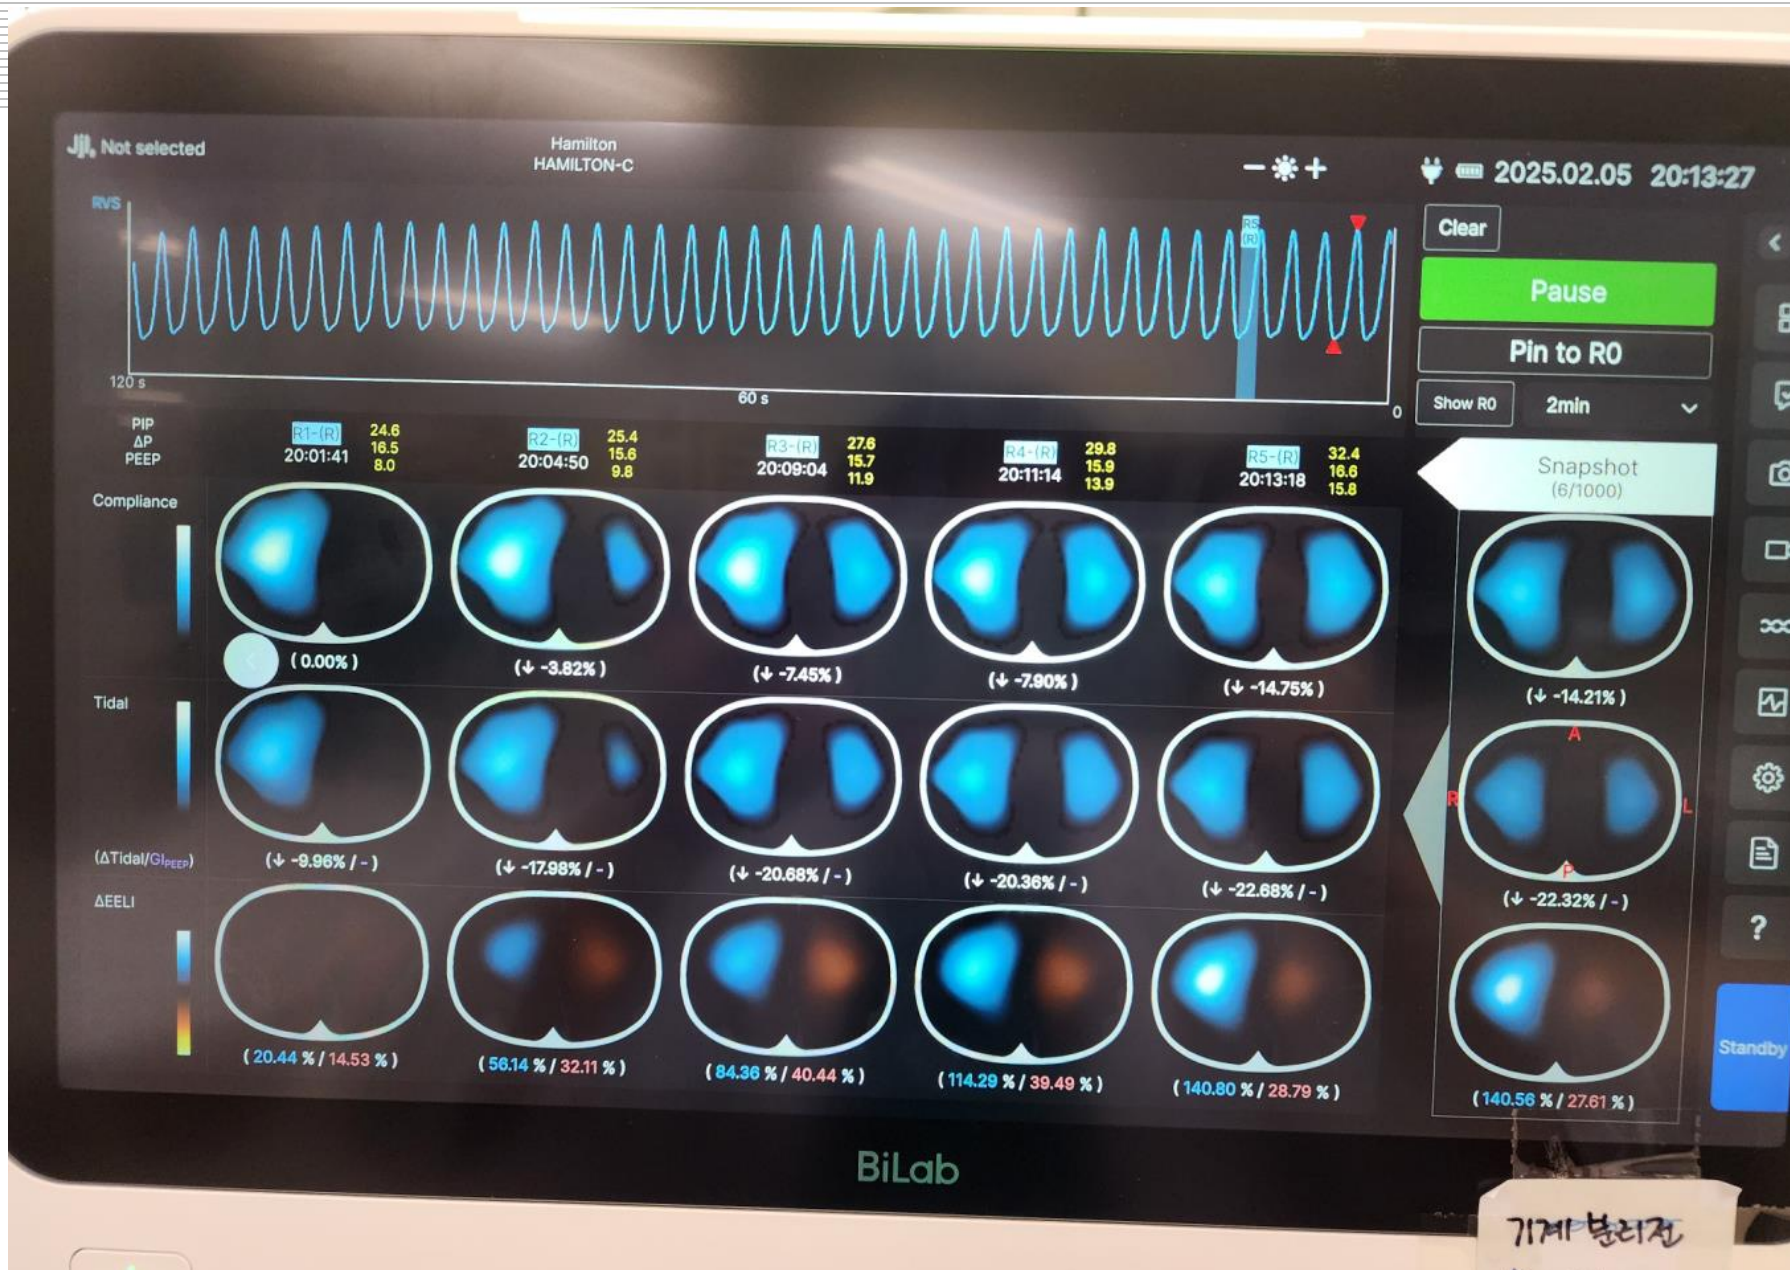 Not selected
Hamilton
HAMILTON-C
2025.02.05 20:13:27
RVS
R5
(R)
Clear
Pause
Pin to R0
Show R0 2min
120 s
60 s
0
PIP
ΔP
PEEP
R1-(R)
20:01:41
24.6
16.5
8.0
R2-(R)
20:04:50
25.4
15.6
9.8
R3-(R)
20:09:04
27.6
15.7
11.9
R4-(R)
20:11:14
29.8
15.9
13.9
R5-(R)
20:13:18
32.4
16.6
15.8
Snapshot
(6/1000)
Compliance
( 0.00% )
(↓ -3.82% )
(↓ -7.45% )
(↓ -7.90% )
(↓ -14.75% )
(↓ -14.21% )
Tidal
A
R
L
P
(ΔTidal/GIPEEP)
(↓ -9.96% / - )
(↓ -17.98% / - )
(↓ -20.68% / - )
(↓ -20.36% / - )
(↓ -22.68% / - )
(↓ -22.32% / - )
ΔEELI
?
Standby
( 20.44 % / 14.53 % )
( 56.14 % / 32.11 % )
( 84.36 % / 40.44 % )
( 114.29 % / 39.49 % )
( 140.80 % / 28.79 % )
( 140.56 % / 27.61 % )
BiLab
기계 분리전